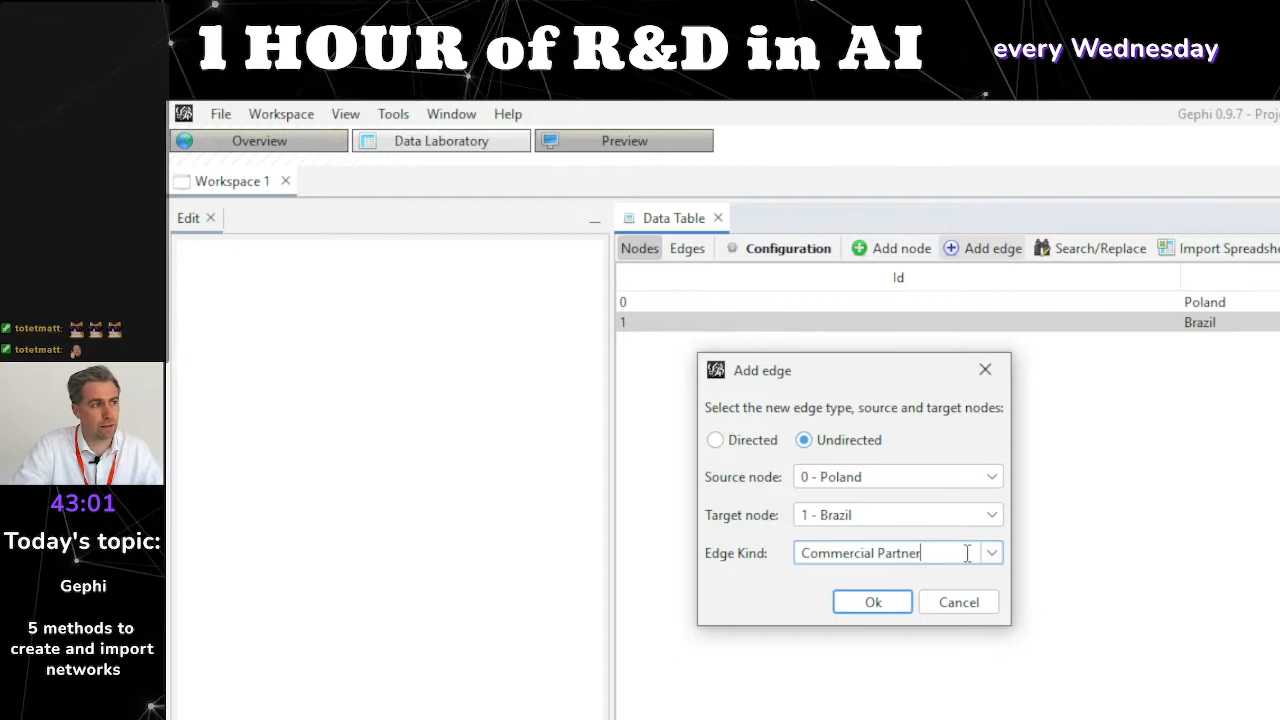 1 HOUR of R&D in AI
every Wednesday
File Workspace View Tools Window Help
Gephi 0.9.7 - Proj
Overview Data Laboratory Preview
Workspace 1
Edit
Data Table
Nodes Edges Configuration Add node Add edge Search/Replace Import Spreadshe
Id
0 Poland
1 Brazil
totetmatt:
totetmatt:
Add edge
Select the new edge type, source and target nodes:
Directed Undirected
Source node: 0 - Poland
Target node: 1 - Brazil
Edge Kind: Commercial Partner
Ok Cancel
43:01
Today's topic:
Gephi
5 methods to
create and import
networks